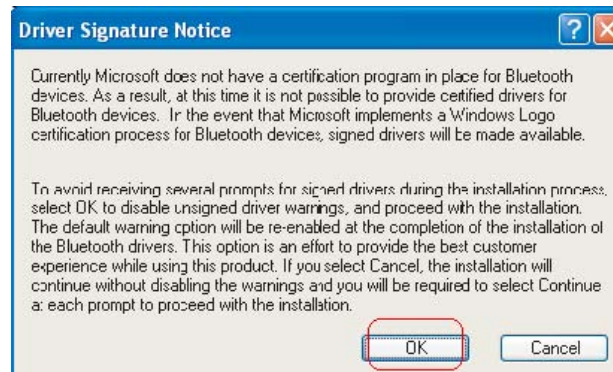 Driver Signature Notice
Currently Microsoft does not have a certification program in place for Bluetooth
devices. As a result, at this time it is not possible to provide certified drivers for
Bluetooth devices. In the event that Microsoft implements a Windows Logo
certification process for Bluetooth devices, signed drivers will be made available.
To avoid receiving several prompts for signed drivers during the installation process,
select OK to disable unsigned driver warnings, and proceed with the installation.
The default warning option will be re-enabled at the completion of the installation of
the Bluetooth drivers. This option is an effort to provide the best customer
experience while using this product. If you select Cancel, the installation will
continue without disabling the warnings and you will be required to select Continue
at each prompt to proceed with the installation.
OK Cancel